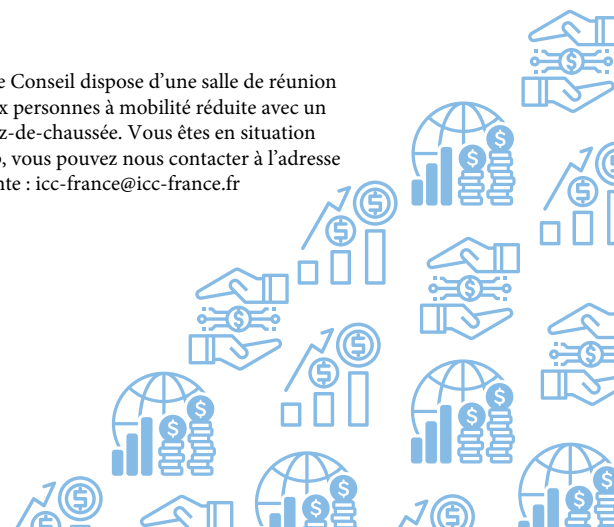 e Conseil dispose d’une salle de réunion
x personnes à mobilité réduite avec un
z-de-chaussée. Vous êtes en situation
, vous pouvez nous contacter à l’adresse
nte : icc-france@icc-france.fr